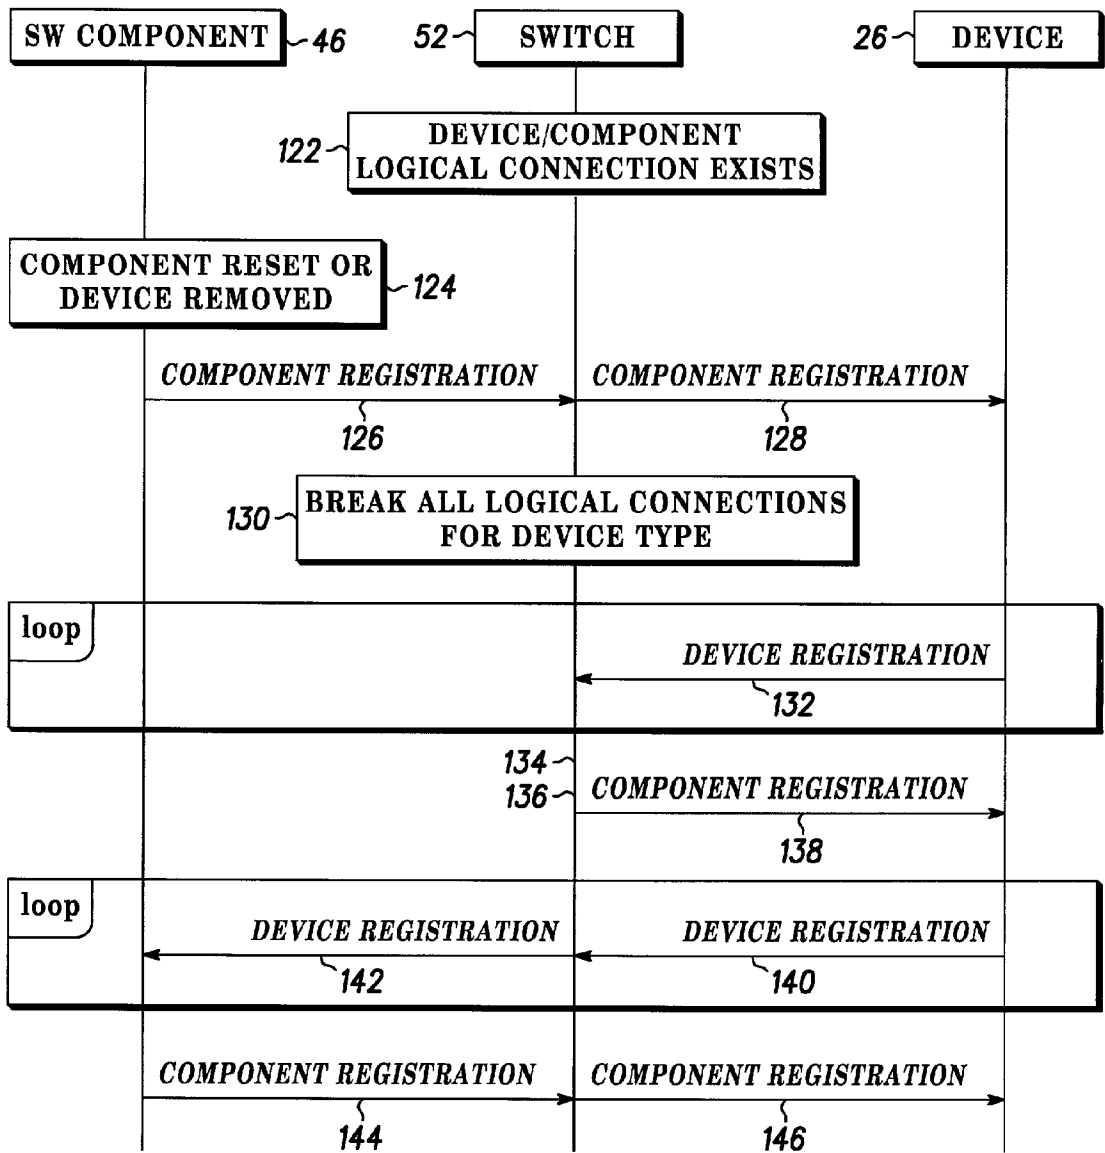 SW COMPONENT
46
52
SWITCH
26
DEVICE
122
DEVICE/COMPONENT
LOGICAL CONNECTION EXISTS
COMPONENT RESET OR
DEVICE REMOVED
124
COMPONENT REGISTRATION
COMPONENT REGISTRATION
126
128
130
BREAK ALL LOGICAL CONNECTIONS
FOR DEVICE TYPE
loop
DEVICE REGISTRATION
132
134
136
COMPONENT REGISTRATION
138
loop
DEVICE REGISTRATION
DEVICE REGISTRATION
142
140
COMPONENT REGISTRATION
COMPONENT REGISTRATION
144
146